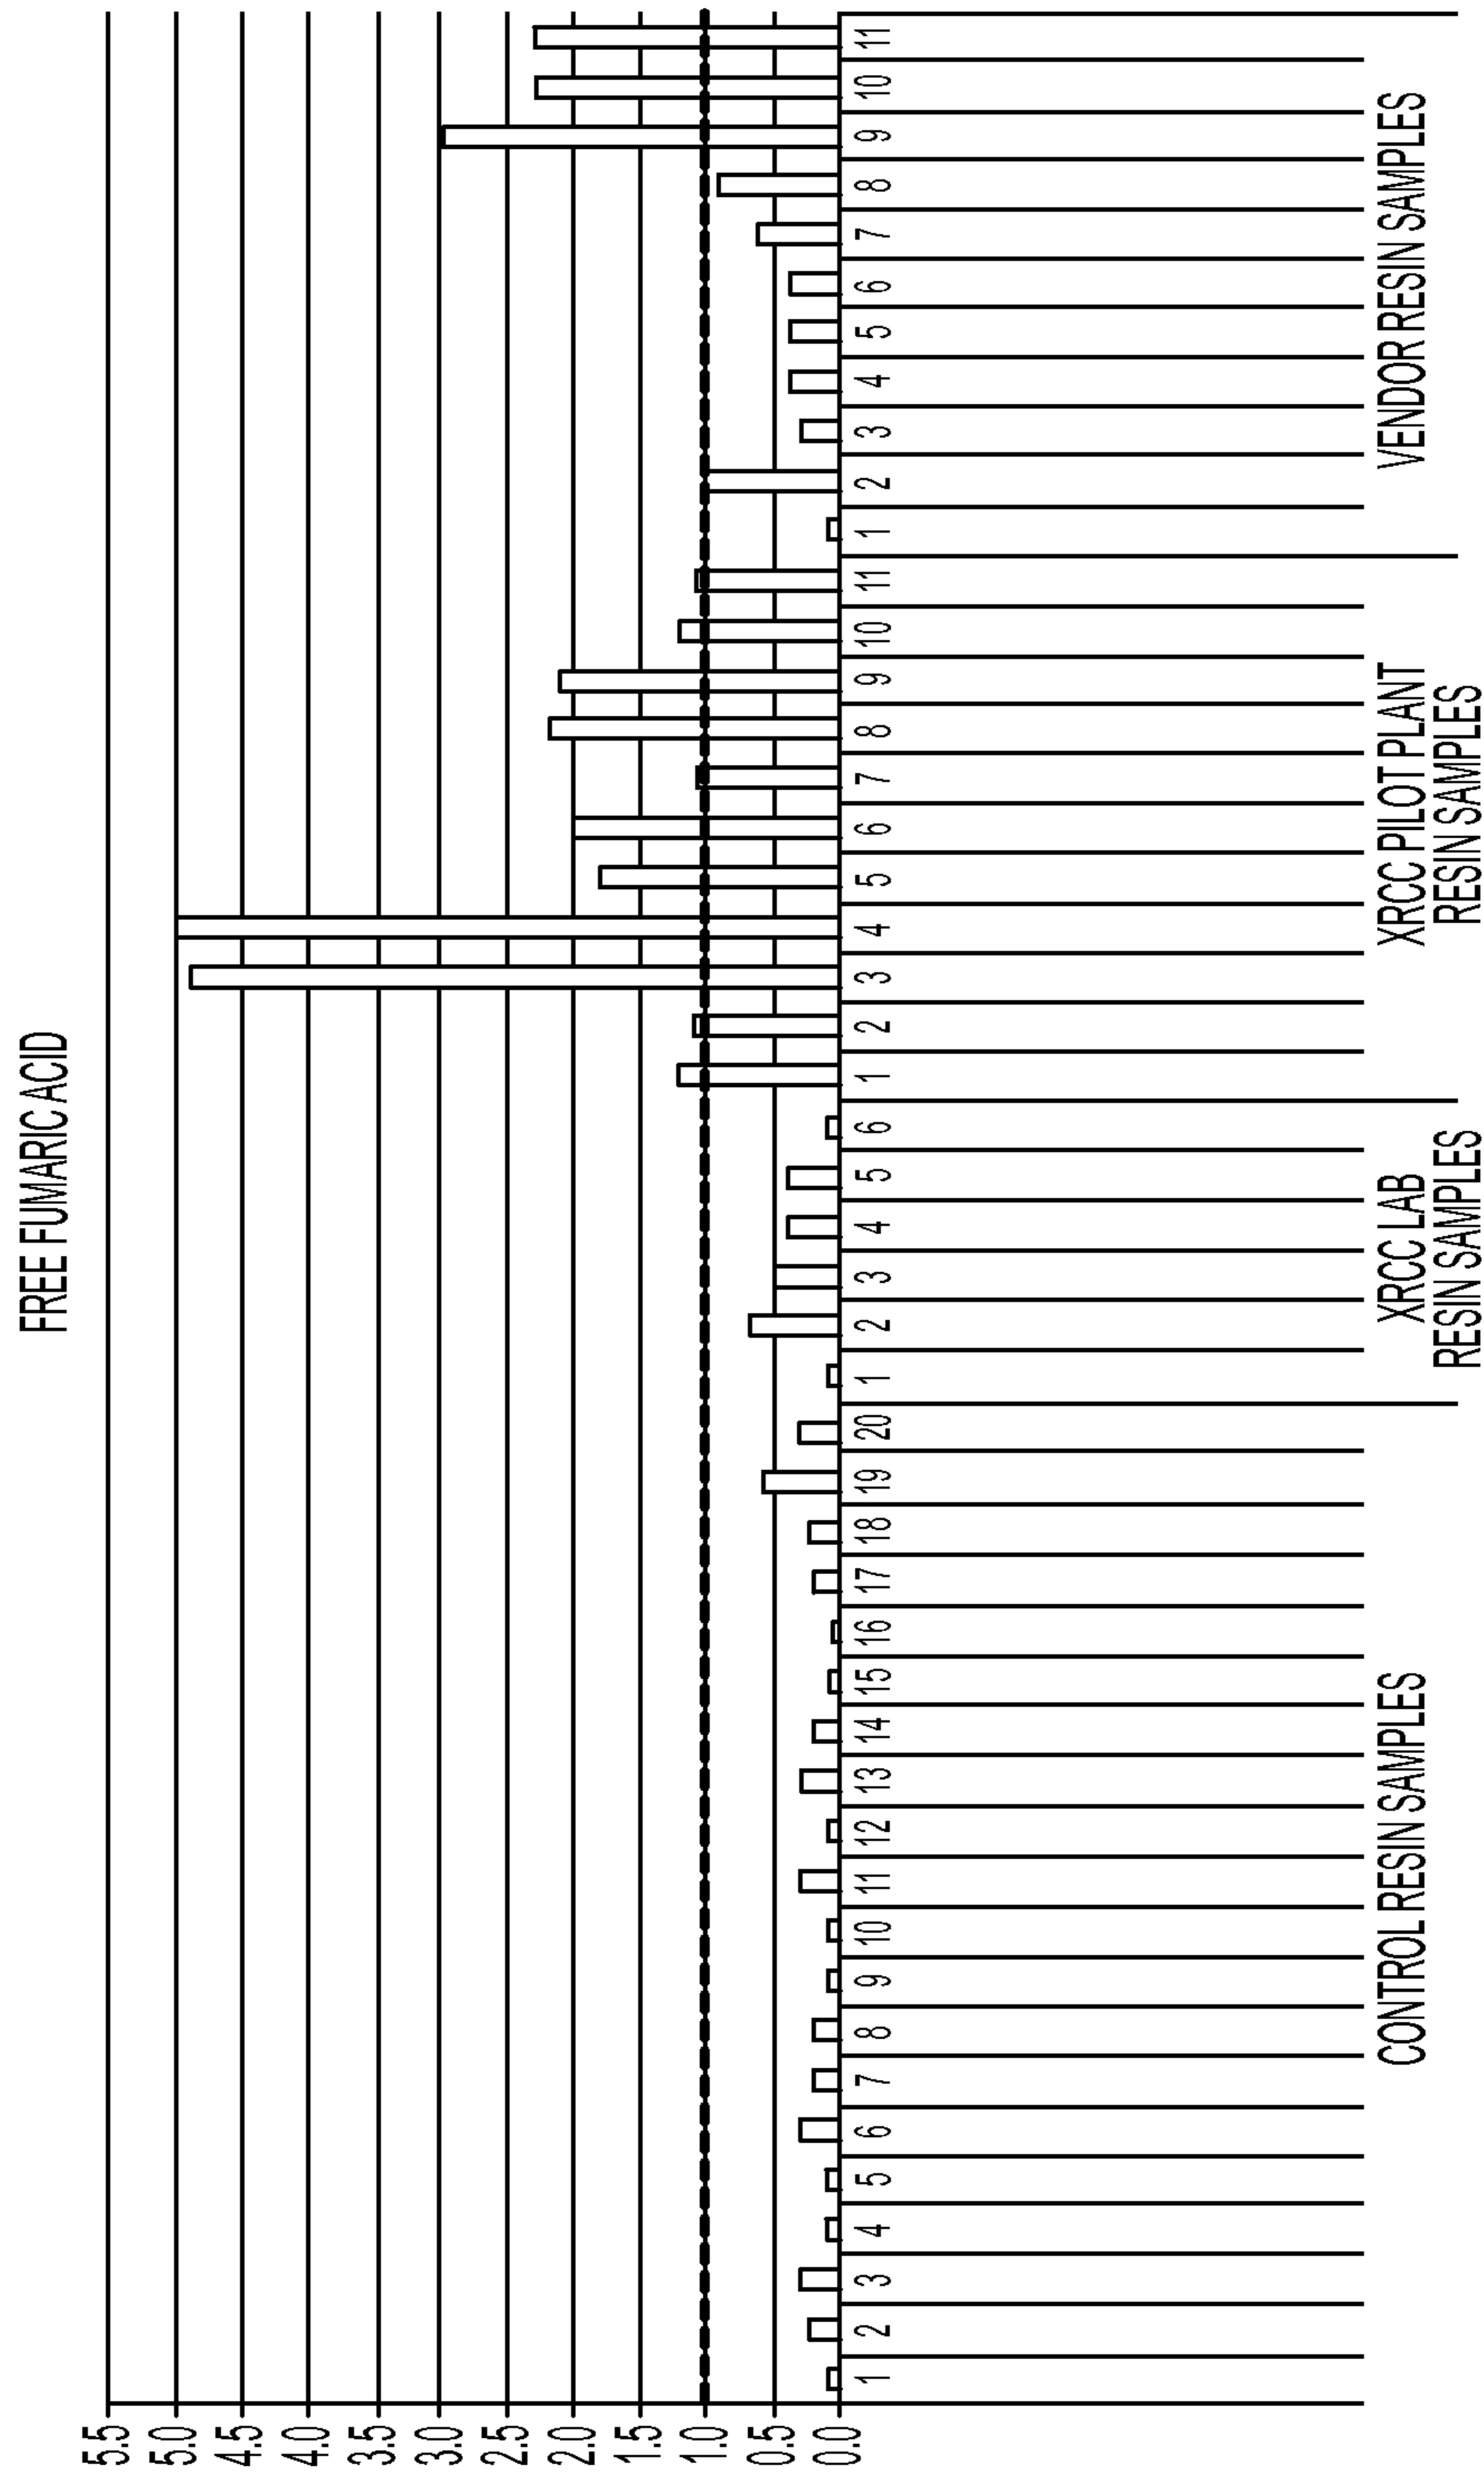 FREE FUMARIC ACID
5.5
5.0
4.5
4.0
3.5
3.0
2.5
2.0
1.5
1.0
0.5
0.0
1 2 3 4 5 6 7 8 9 10 11 12 13 14 15 16 17 18 19 20 1 2 3 4 5 6 1 2 3 4 5 6 7 8 9 10 11 1 2 3 4 5 6 7 8 9 10 11
CONTROL RESIN SAMPLES
XRCC LAB
RESIN SAMPLES
XRCC PILOT PLANT
RESIN SAMPLES
VENDOR RESIN SAMPLES